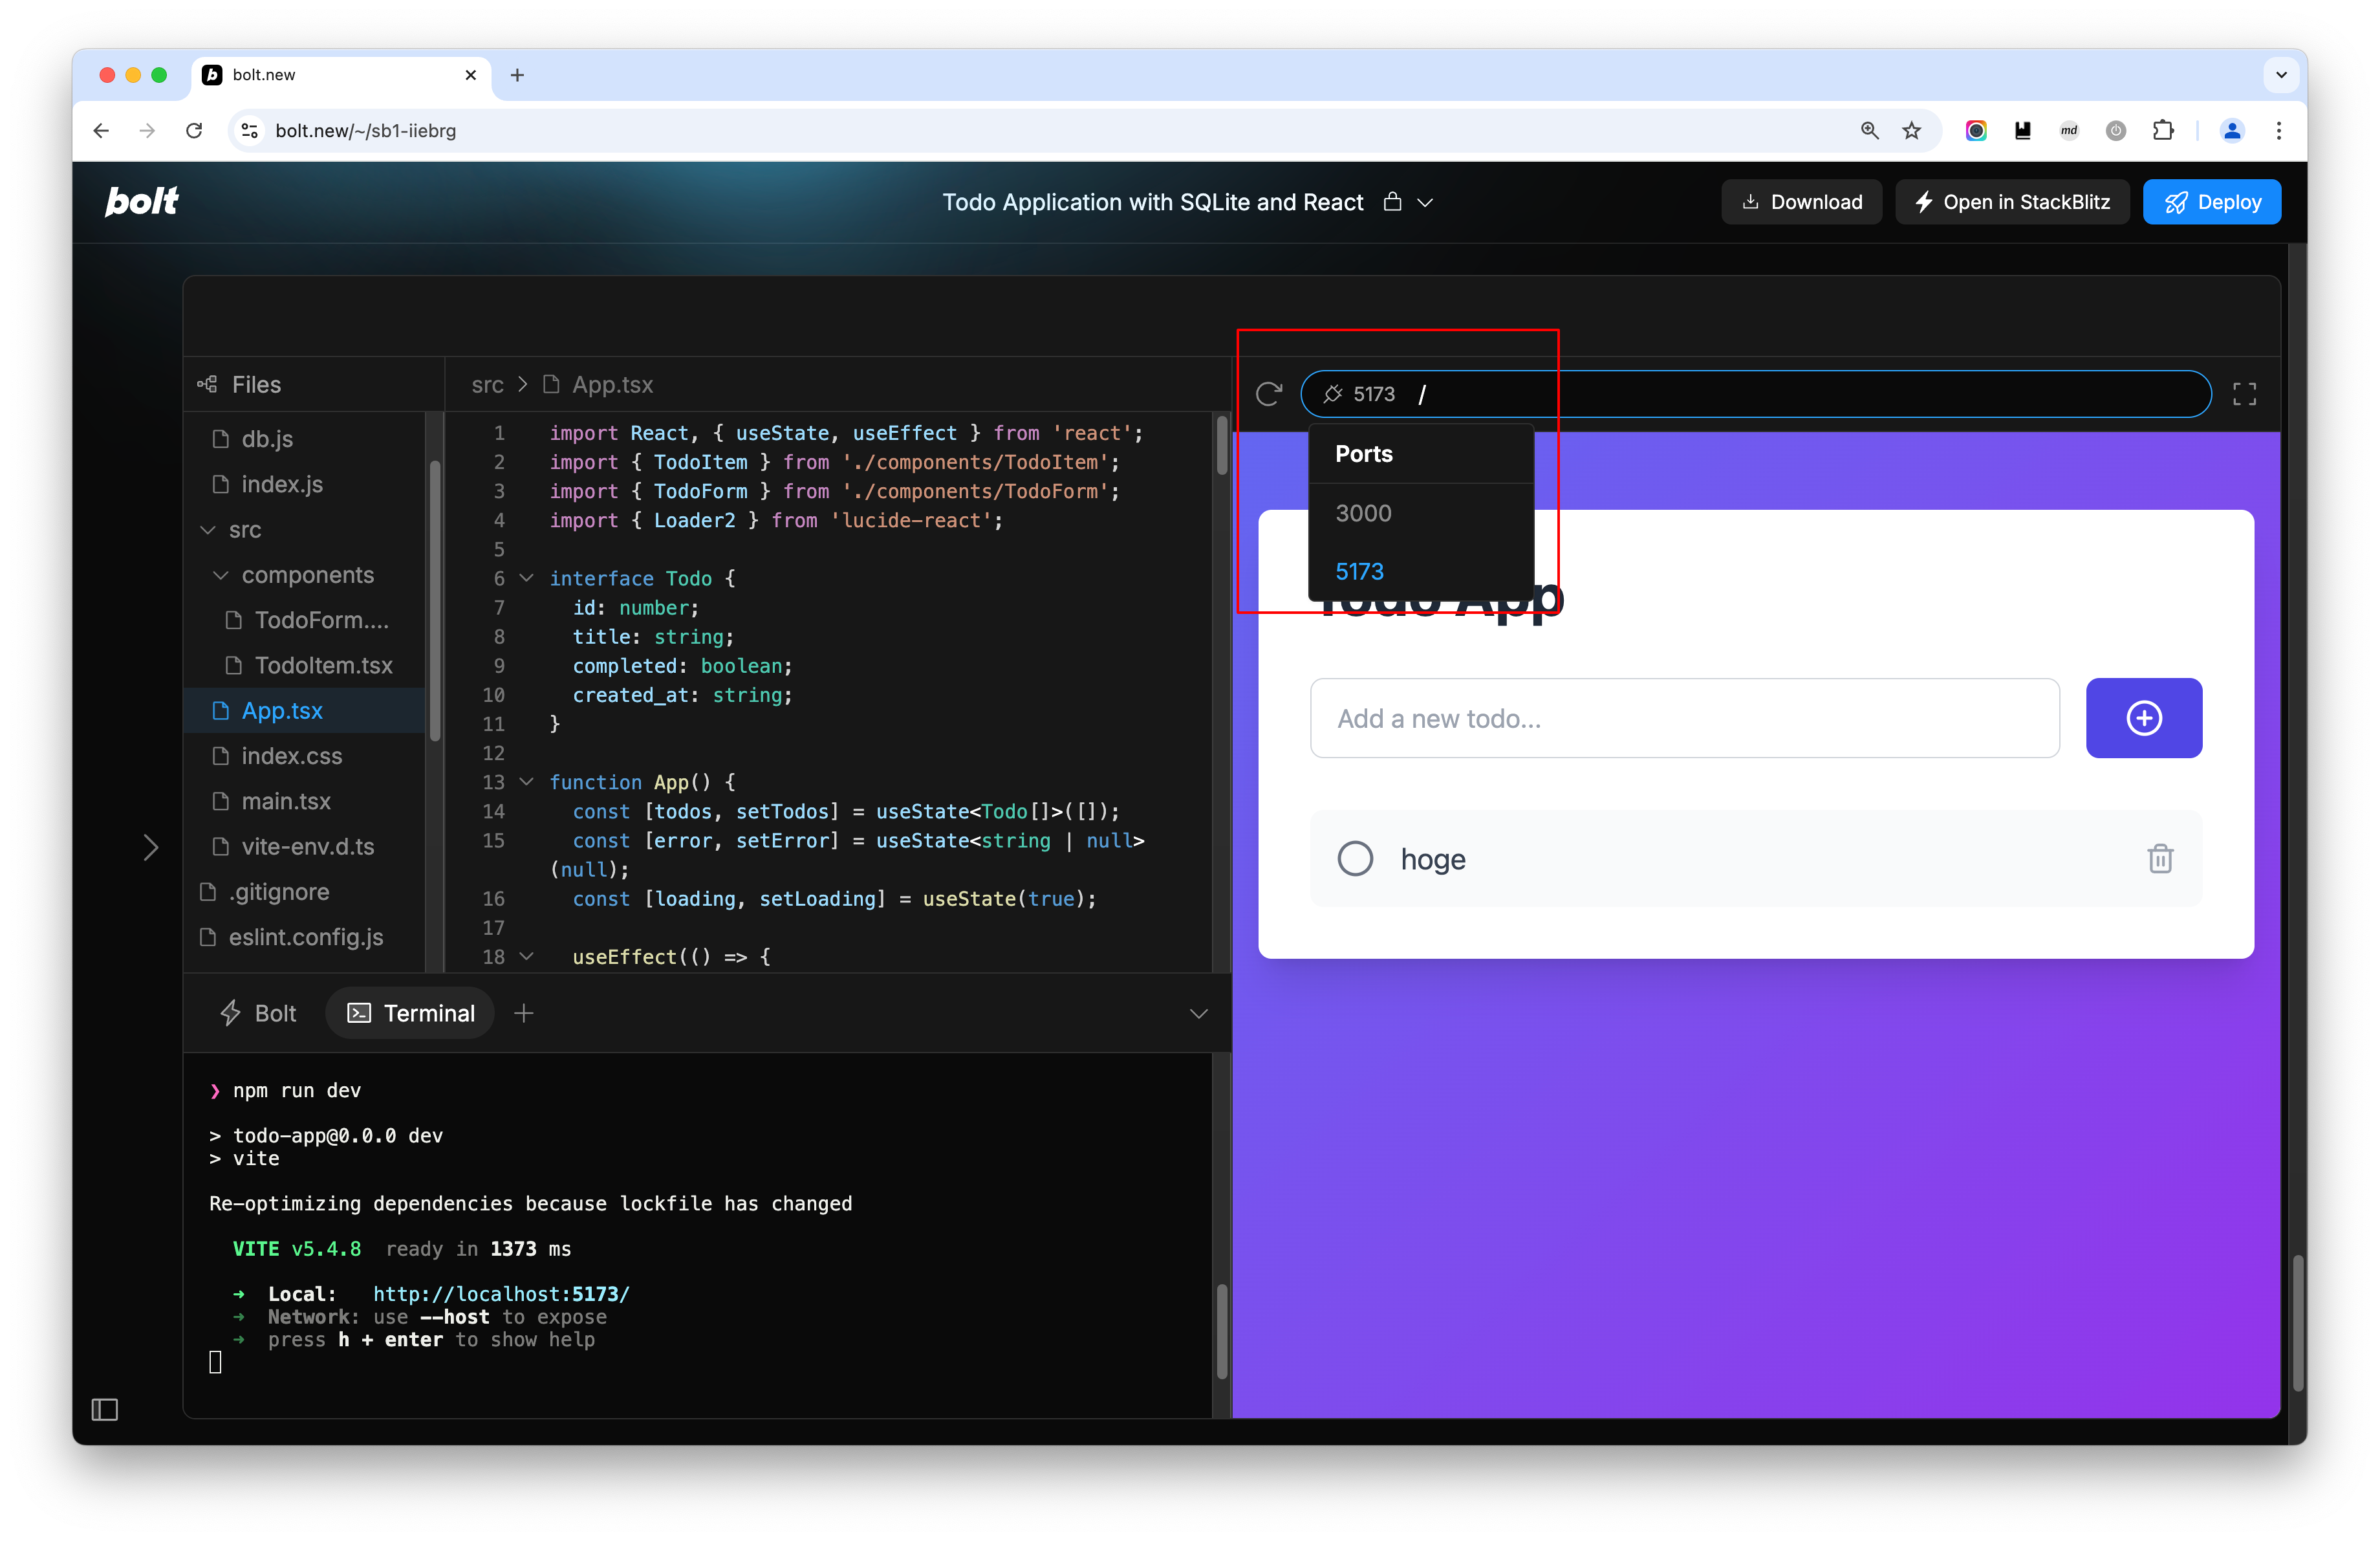 bolt.new
bolt.new/~/sb1-iiebrg
md
bolt
Todo Application with SQLite and React
Download
Open in StackBlitz
Deploy
Files
db.js
index.js
src
components
TodoForm....
TodoItem.tsx
App.tsx
index.css
main.tsx
vite-env.d.ts
.gitignore
eslint.config.js
src > App.tsx
1 import React, { useState, useEffect } from 'react';
2 import { TodoItem } from './components/TodoItem';
3 import { TodoForm } from './components/TodoForm';
4 import { Loader2 } from 'lucide-react';
5
6 interface Todo {
7 id: number;
8 title: string;
9 completed: boolean;
10 created_at: string;
11 }
12
13 function App() {
14 const [todos, setTodos] = useState<Todo[]>([]);
15 const [error, setError] = useState<string | null>
(null);
16 const [loading, setLoading] = useState(true);
17
18 useEffect(() => {
Bolt
Terminal
❯ npm run dev
> todo-app@0.0.0 dev
> vite
Re-optimizing dependencies because lockfile has changed
VITE v5.4.8 ready in 1373 ms
➜ Local: http://localhost:5173/
➜ Network: use --host to expose
➜ press h + enter to show help
5173 /
Ports
3000
5173
Todo App
Add a new todo...
hoge